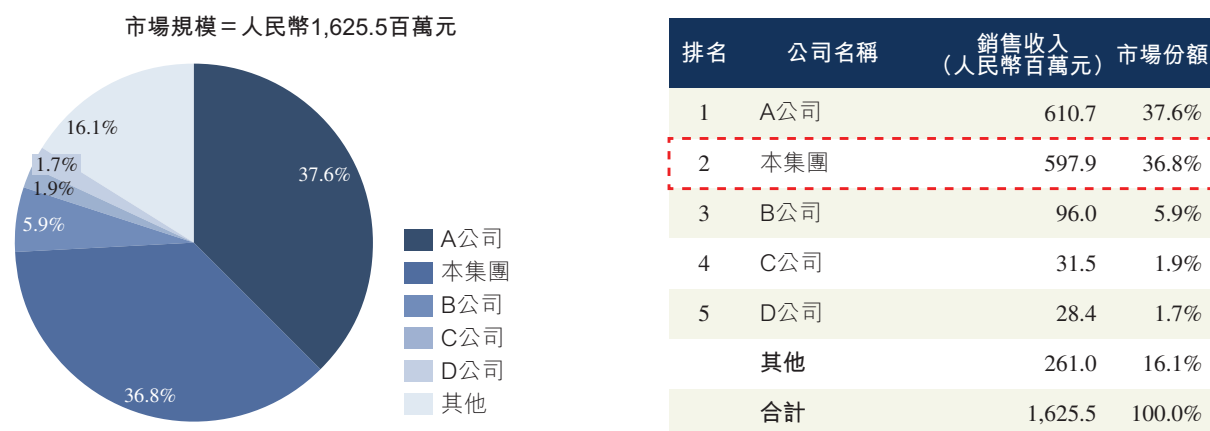 市場規模＝人民幣1,625.5百萬元
16.1%
1.7%
1.9%
5.9%
37.6%
36.8%
A公司
本集團
B公司
C公司
D公司
其他
排名 公司名稱 銷售收入（人民幣百萬元） 市場份額
1 A公司 610.7 37.6%
2 本集團 597.9 36.8%
3 B公司 96.0 5.9%
4 C公司 31.5 1.9%
5 D公司 28.4 1.7%
其他 261.0 16.1%
合計 1,625.5 100.0%